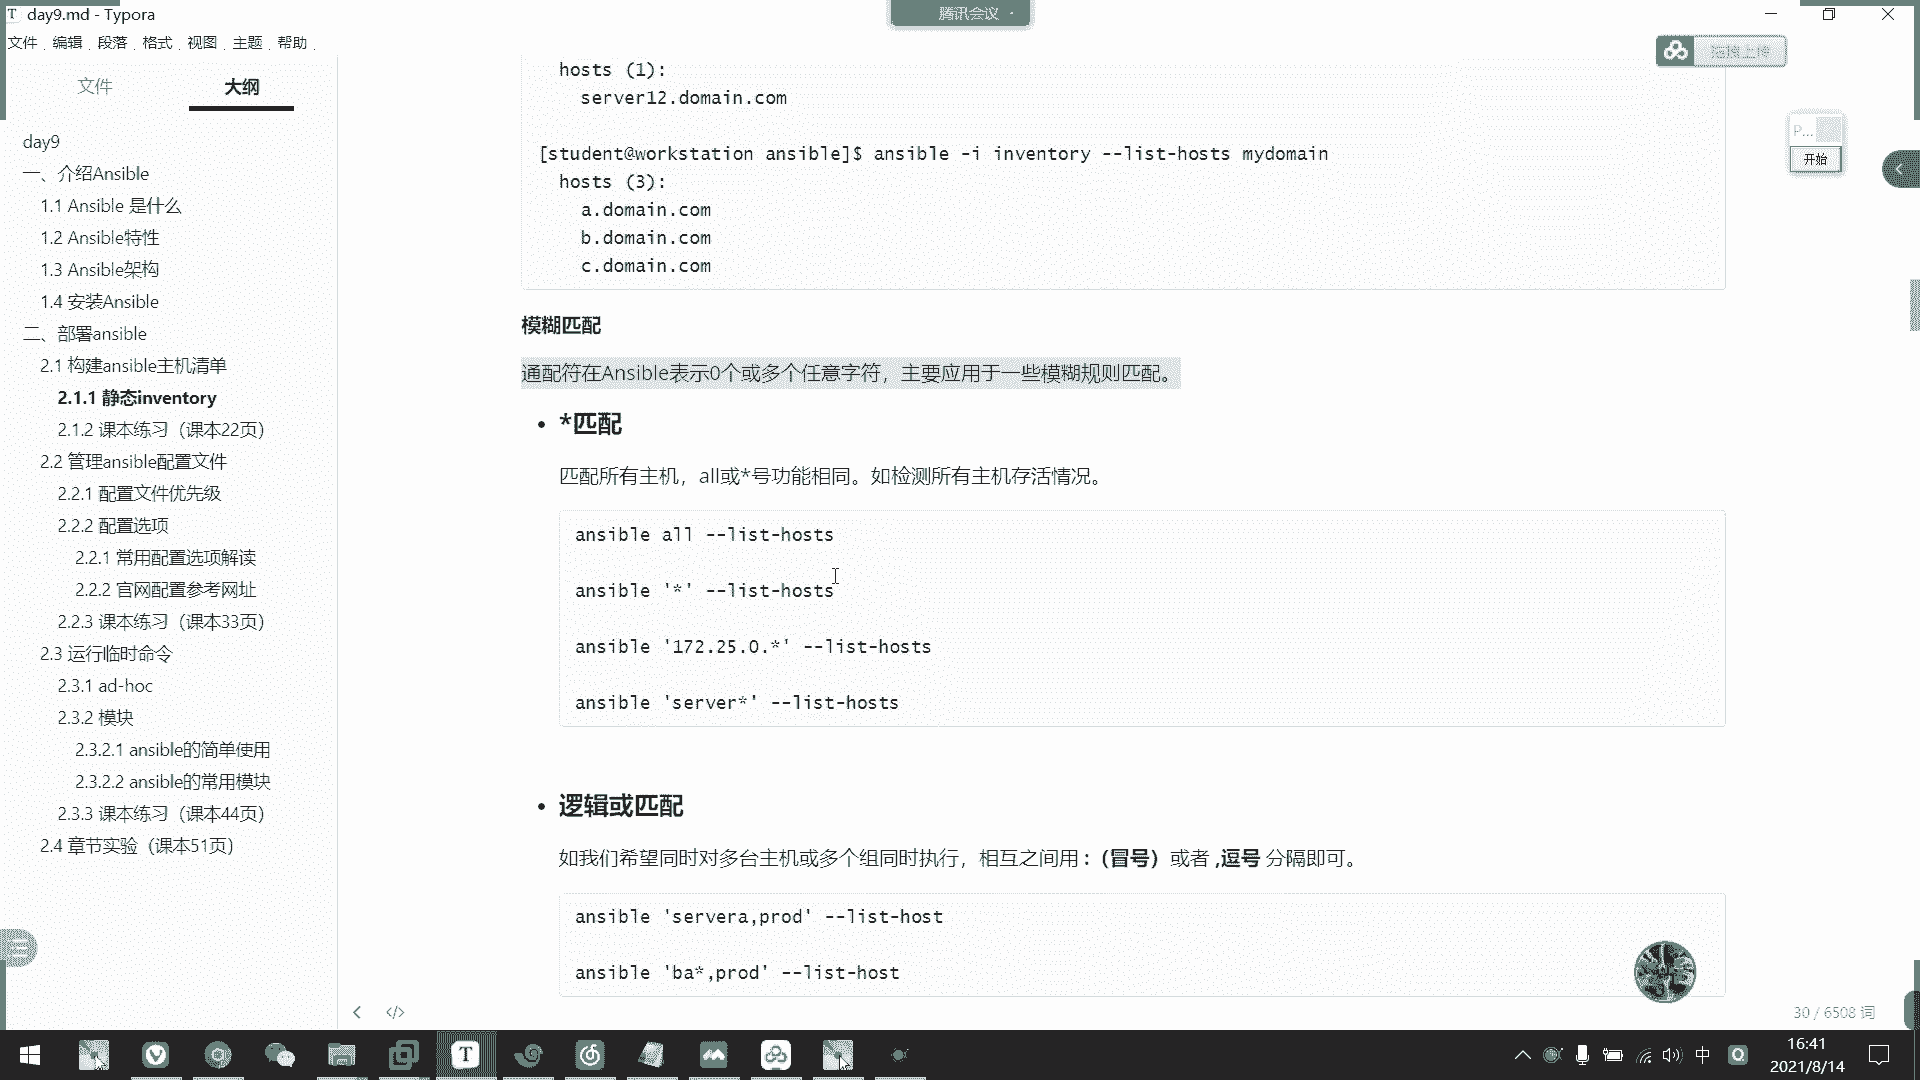 day9.md - Typora
腾讯会议
文件 编辑 段落 格式 视图 主题 帮助
拖拽上传
文件
大纲
day9
一、介绍Ansible
1.1 Ansible 是什么
1.2 Ansible特性
1.3 Ansible架构
1.4 安装Ansible
二、部署ansible
2.1 构建ansible主机清单
2.1.1 静态inventory
2.1.2 课本练习（课本22页）
2.2 管理ansible配置文件
2.2.1 配置文件优先级
2.2.2 配置选项
2.2.1 常用配置选项解读
2.2.2 官网配置参考网址
2.2.3 课本练习（课本33页）
2.3 运行临时命令
2.3.1 ad-hoc
2.3.2 模块
2.3.2.1 ansible的简单使用
2.3.2.2 ansible的常用模块
2.3.3 课本练习（课本44页）
2.4 章节实验（课本51页）
hosts (1):
server12.domain.com
[student@workstation ansible]$ ansible -i inventory --list-hosts mydomain
hosts (3):
a.domain.com
b.domain.com
c.domain.com
模糊匹配
通配符在Ansible表示0个或多个任意字符，主要应用于一些模糊规则匹配。
*匹配
匹配所有主机，all或*号功能相同。如检测所有主机存活情况。
ansible all --list-hosts
ansible '*' --list-hosts
ansible '172.25.0.*' --list-hosts
ansible 'server*' --list-hosts
逻辑或匹配
如我们希望同时对多台主机或多个组同时执行，相互之间用：（冒号）或者 ,逗号 分隔即可。
ansible 'servera,prod' --list-host
ansible 'ba*,prod' --list-host
P...
开始
30 / 6508 词
中
16:41
2021/8/14